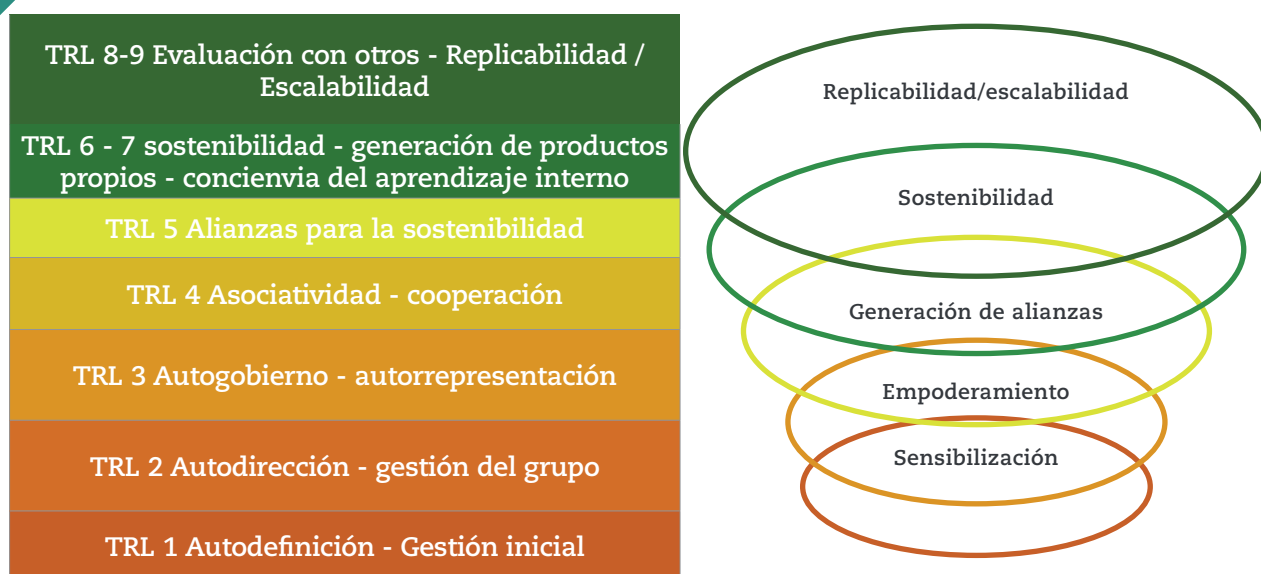 TRL 8-9 Evaluación con otros - Replicabilidad /
Escalabilidad
TRL 6 - 7 sostenibilidad - generación de productos
propios - concienvia del aprendizaje interno
TRL 5 Alianzas para la sostenibilidad
TRL 4 Asociatividad - cooperación
TRL 3 Autogobierno - autorrepresentación
TRL 2 Autodirección - gestión del grupo
TRL 1 Autodefinición - Gestión inicial
Replicabilidad/escalabilidad
Sostenibilidad
Generación de alianzas
Empoderamiento
Sensibilización